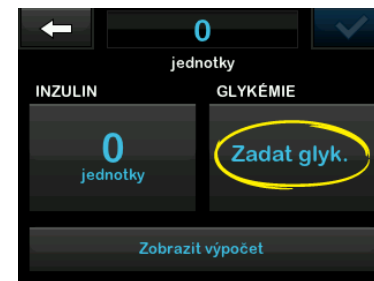 0
jednotky
INZULIN
GLYKÉMIE
0
jednotky
Zadat glyk.
Zobrazit výpočet